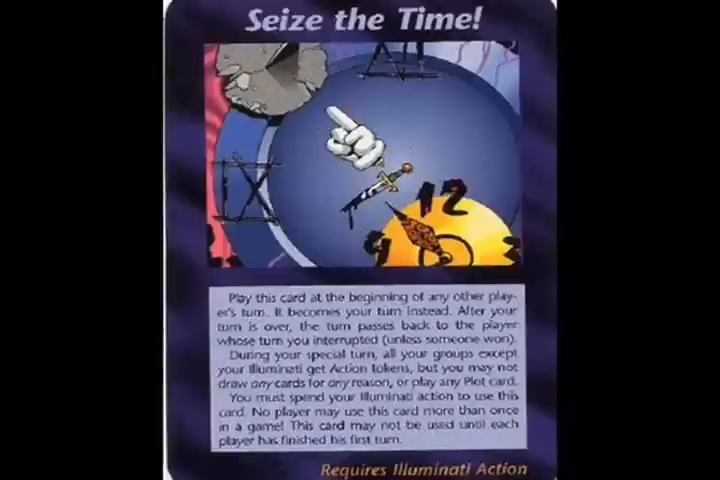 Seize the Time!
XII
IX
12
9
3
Play this card at the beginning of any other play-
er's turn. It becomes your turn instead. After your
turn is over, the turn passes back to the player
whose turn you interrupted (unless someone won).
During your special turn, all your groups except
your Illuminati get Action tokens, but you may not
draw any cards for any reason, or play any Plot card.
You must spend your Illuminati action to use this
card. No player may use this card more than once
in a game! This card may not be used until each
player has finished his first turn.
Requires Illuminati Action